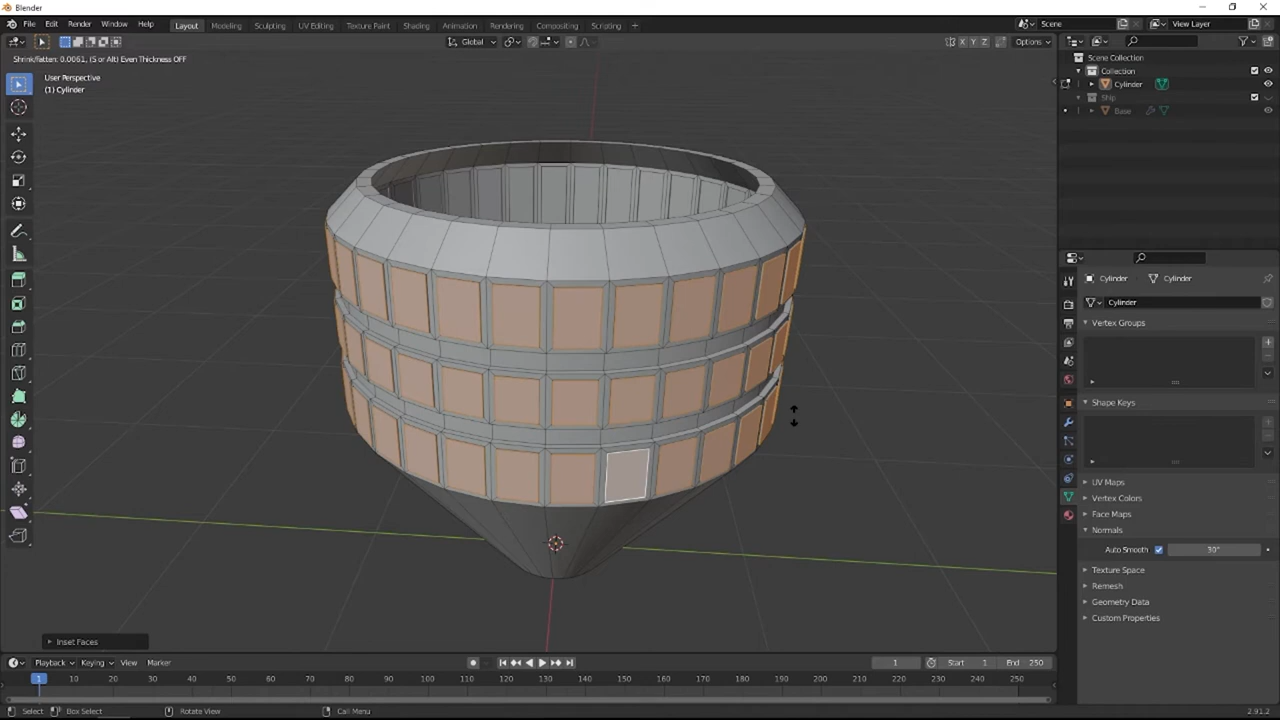 Blender
File Edit Render Window Help Layout Modeling Sculpting UV Editing Texture Paint Shading Animation Rendering Compositing Scripting + Scene View Layer
Global X Y Z Options
Shrink/fatten: 0.0061, (S or Alt) Even Thickness OFF
User Perspective
(1) Cylinder
Scene Collection
Collection
Cylinder
Ship
Base
Cylinder Cylinder
Cylinder
Vertex Groups
Shape Keys
UV Maps
Vertex Colors
Face Maps
Normals
Auto Smooth 30°
Texture Space
Remesh
Geometry Data
Custom Properties
Inset Faces
Playback Keying View Marker 1 Start 1 End 250
1 10 20 30 40 50 60 70 80 90 100 110 120 130 140 150 160 170 180 190 200 210 220 230 240 250
Select Box Select Rotate View Call Menu 2.91.2